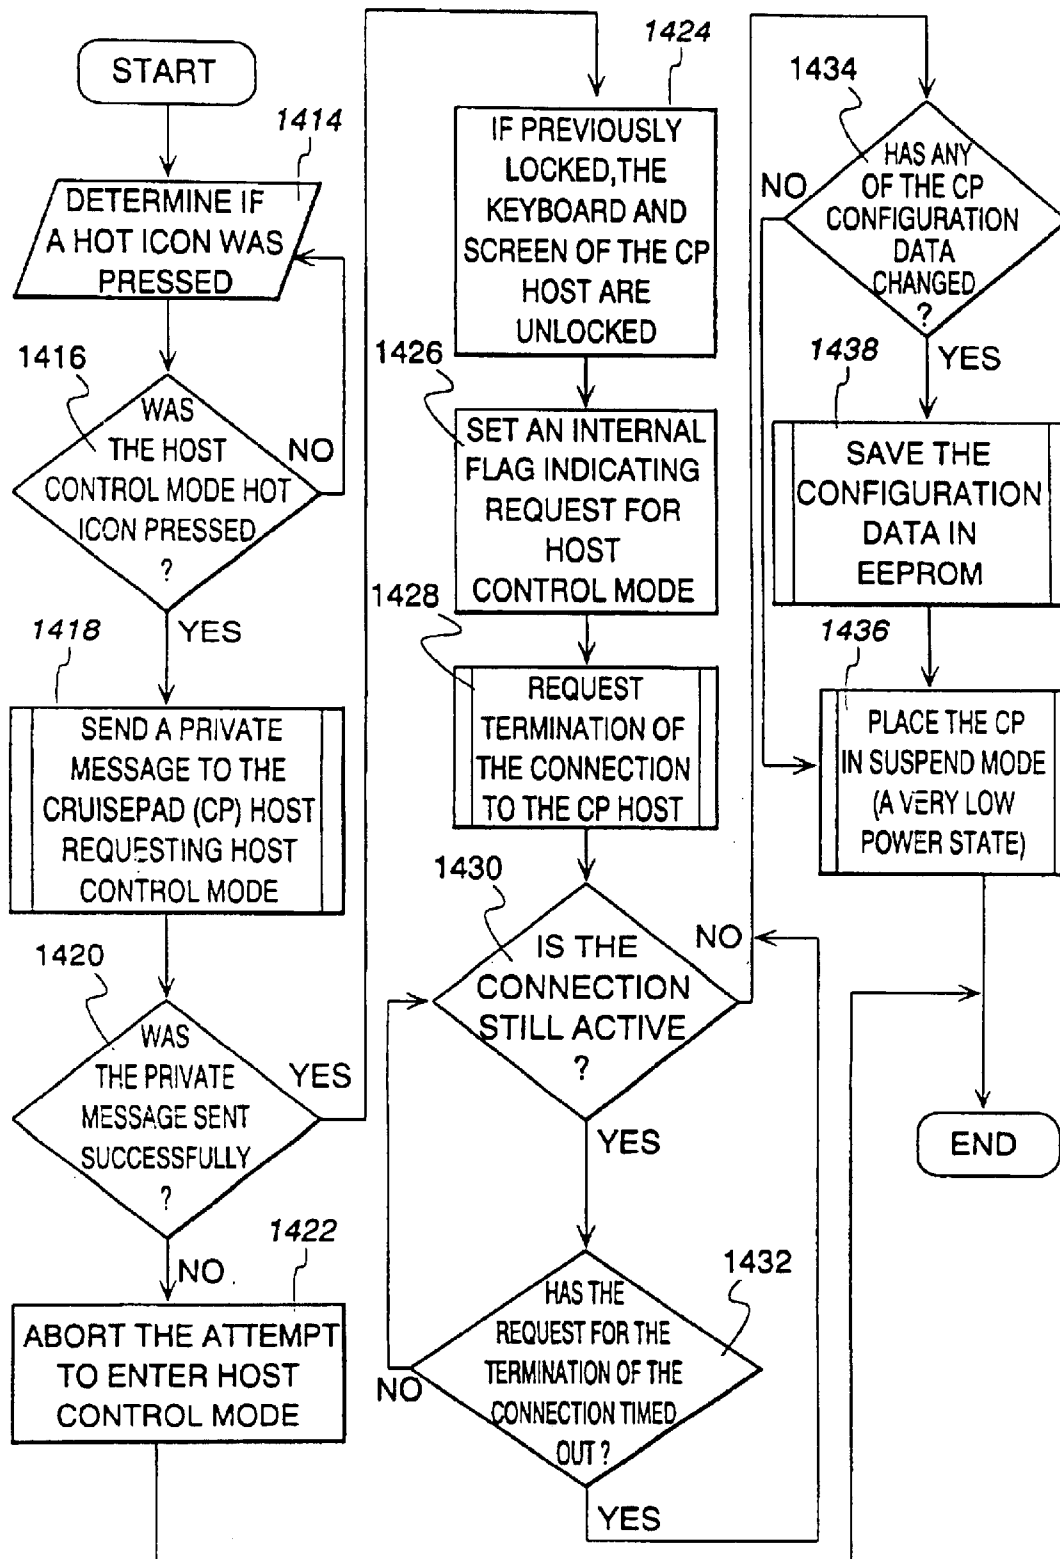 START
1414
DETERMINE IF
A HOT ICON WAS
PRESSED
1416
WAS
THE HOST
CONTROL MODE HOT
ICON PRESSED
?
NO
YES
1418
SEND A PRIVATE
MESSAGE TO THE
CRUISEPAD (CP) HOST
REQUESTING HOST
CONTROL MODE
1420
WAS
THE PRIVATE
MESSAGE SENT
SUCCESSFULLY
?
YES
NO
1422
ABORT THE ATTEMPT
TO ENTER HOST
CONTROL MODE
1424
IF PREVIOUSLY
LOCKED,THE
KEYBOARD AND
SCREEN OF THE CP
HOST ARE
UNLOCKED
1426
SET AN INTERNAL
FLAG INDICATING
REQUEST FOR
HOST
CONTROL MODE
1428
REQUEST
TERMINATION OF
THE CONNECTION
TO THE CP HOST
1430
IS THE
CONNECTION
STILL ACTIVE
?
NO
YES
1432
HAS THE
REQUEST FOR THE
TERMINATION OF THE
CONNECTION TIMED
OUT ?
NO
YES
1434
HAS ANY
OF THE CP
CONFIGURATION
DATA
CHANGED
?
NO
YES
1438
SAVE THE
CONFIGURATION
DATA IN
EEPROM
1436
PLACE THE CP
IN SUSPEND MODE
(A VERY LOW
POWER STATE)
END